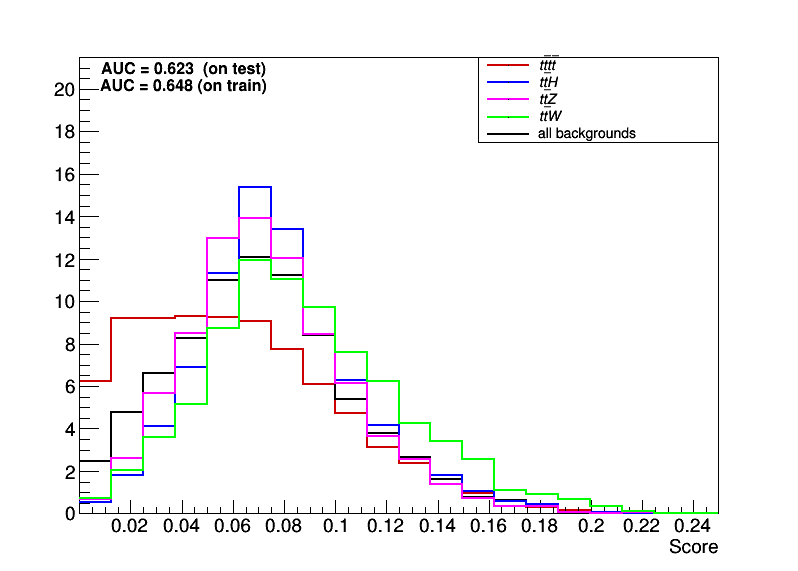 AUC = 0.623 (on test)
AUC = 0.648 (on train)
tt̄tt̄
tt̄H
tt̄Z
tt̄W
all backgrounds
20
18
16
14
12
10
8
6
4
2
0
0.02 0.04 0.06 0.08 0.1 0.12 0.14 0.16 0.18 0.2 0.22 0.24
Score